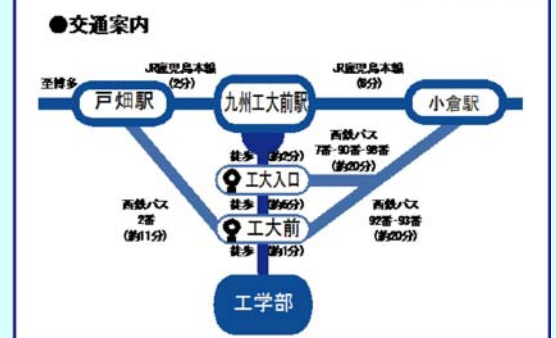 ●交通案内
JR鹿児島本線
(2分)
JR鹿児島本線
(8分)
至博多
戸畑駅
九州工大前駅
小倉駅
徒歩 (約2分)
西鉄バス
7番・90番・98番
(約20分)
工大入口
徒歩 (約5分)
西鉄バス
2番
(約11分)
工大前
西鉄バス
92番・93番
(約20分)
徒歩 (約1分)
工学部